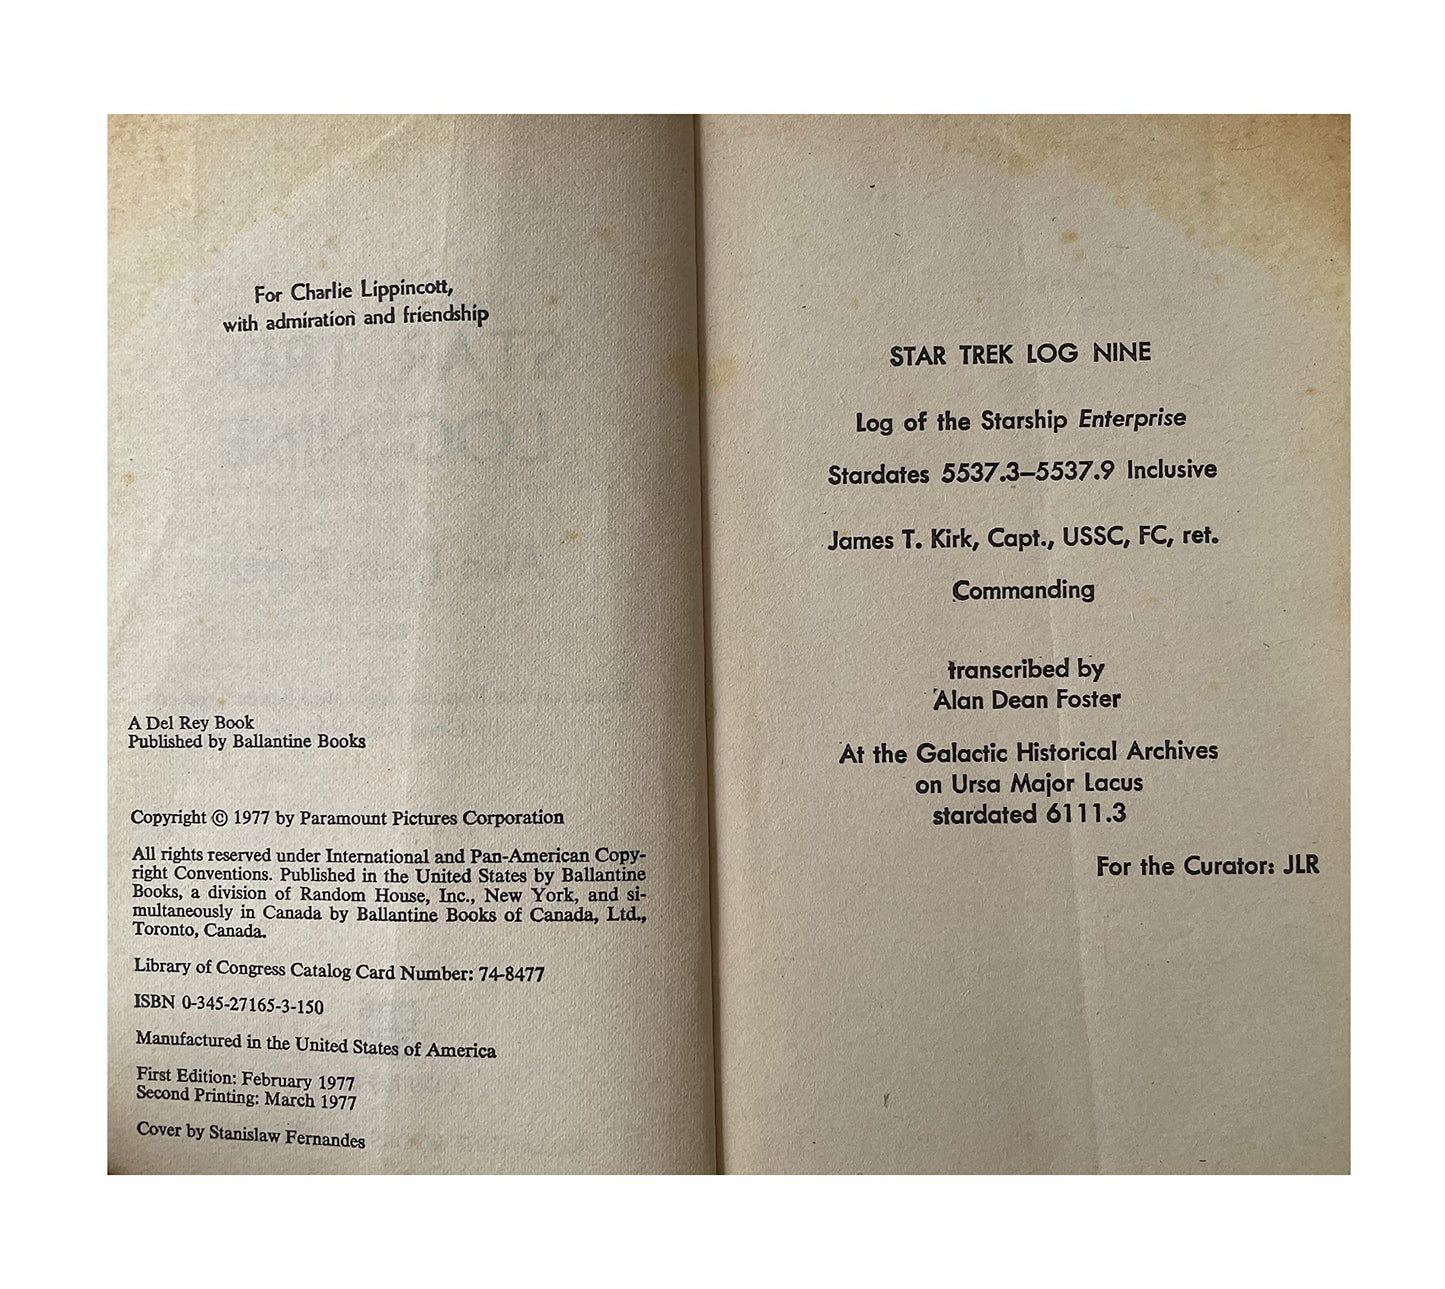 For Charlie Lippincott,
with admiration and friendship
A Del Rey Book
Published by Ballantine Books
Copyright © 1977 by Paramount Pictures Corporation
All rights reserved under International and Pan-American Copy-
right Conventions. Published in the United States by Ballantine
Books, a division of Random House, Inc., New York, and si-
multaneously in Canada by Ballantine Books of Canada, Ltd.,
Toronto, Canada.
Library of Congress Catalog Card Number: 74-8477
ISBN 0-345-27165-3-150
Manufactured in the United States of America
First Edition: February 1977
Second Printing: March 1977
Cover by Stanislaw Fernandes
STAR TREK LOG NINE
Log of the Starship Enterprise
Stardates 5537.3–5537.9 Inclusive
James T. Kirk, Capt., USSC, FC, ret.
Commanding
transcribed by
Alan Dean Foster
At the Galactic Historical Archives
on Ursa Major Lacus
stardated 6111.3
For the Curator: JLR